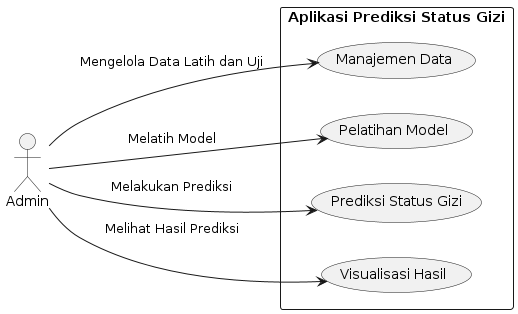 Aplikasi Prediksi Status Gizi
Mengelola Data Latih dan Uji
Manajemen Data
Melatih Model
Pelatihan Model
Admin
Melakukan Prediksi
Prediksi Status Gizi
Melihat Hasil Prediksi
Visualisasi Hasil